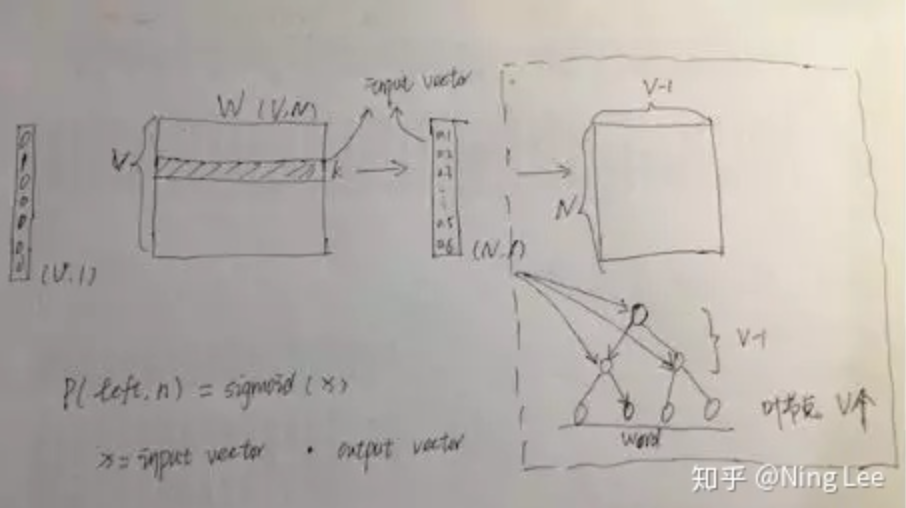 input vector
W (V,N)
V
k
0
1
0
0
0
0
0
(V,1)
0.1
0.2
0.3
0.5
0.6
(N,1)
V-1
N
V-1
叶节点 V个
word
P(left, n) = sigmoid (x)
x = input vector · output vector
知乎 @Ning Lee